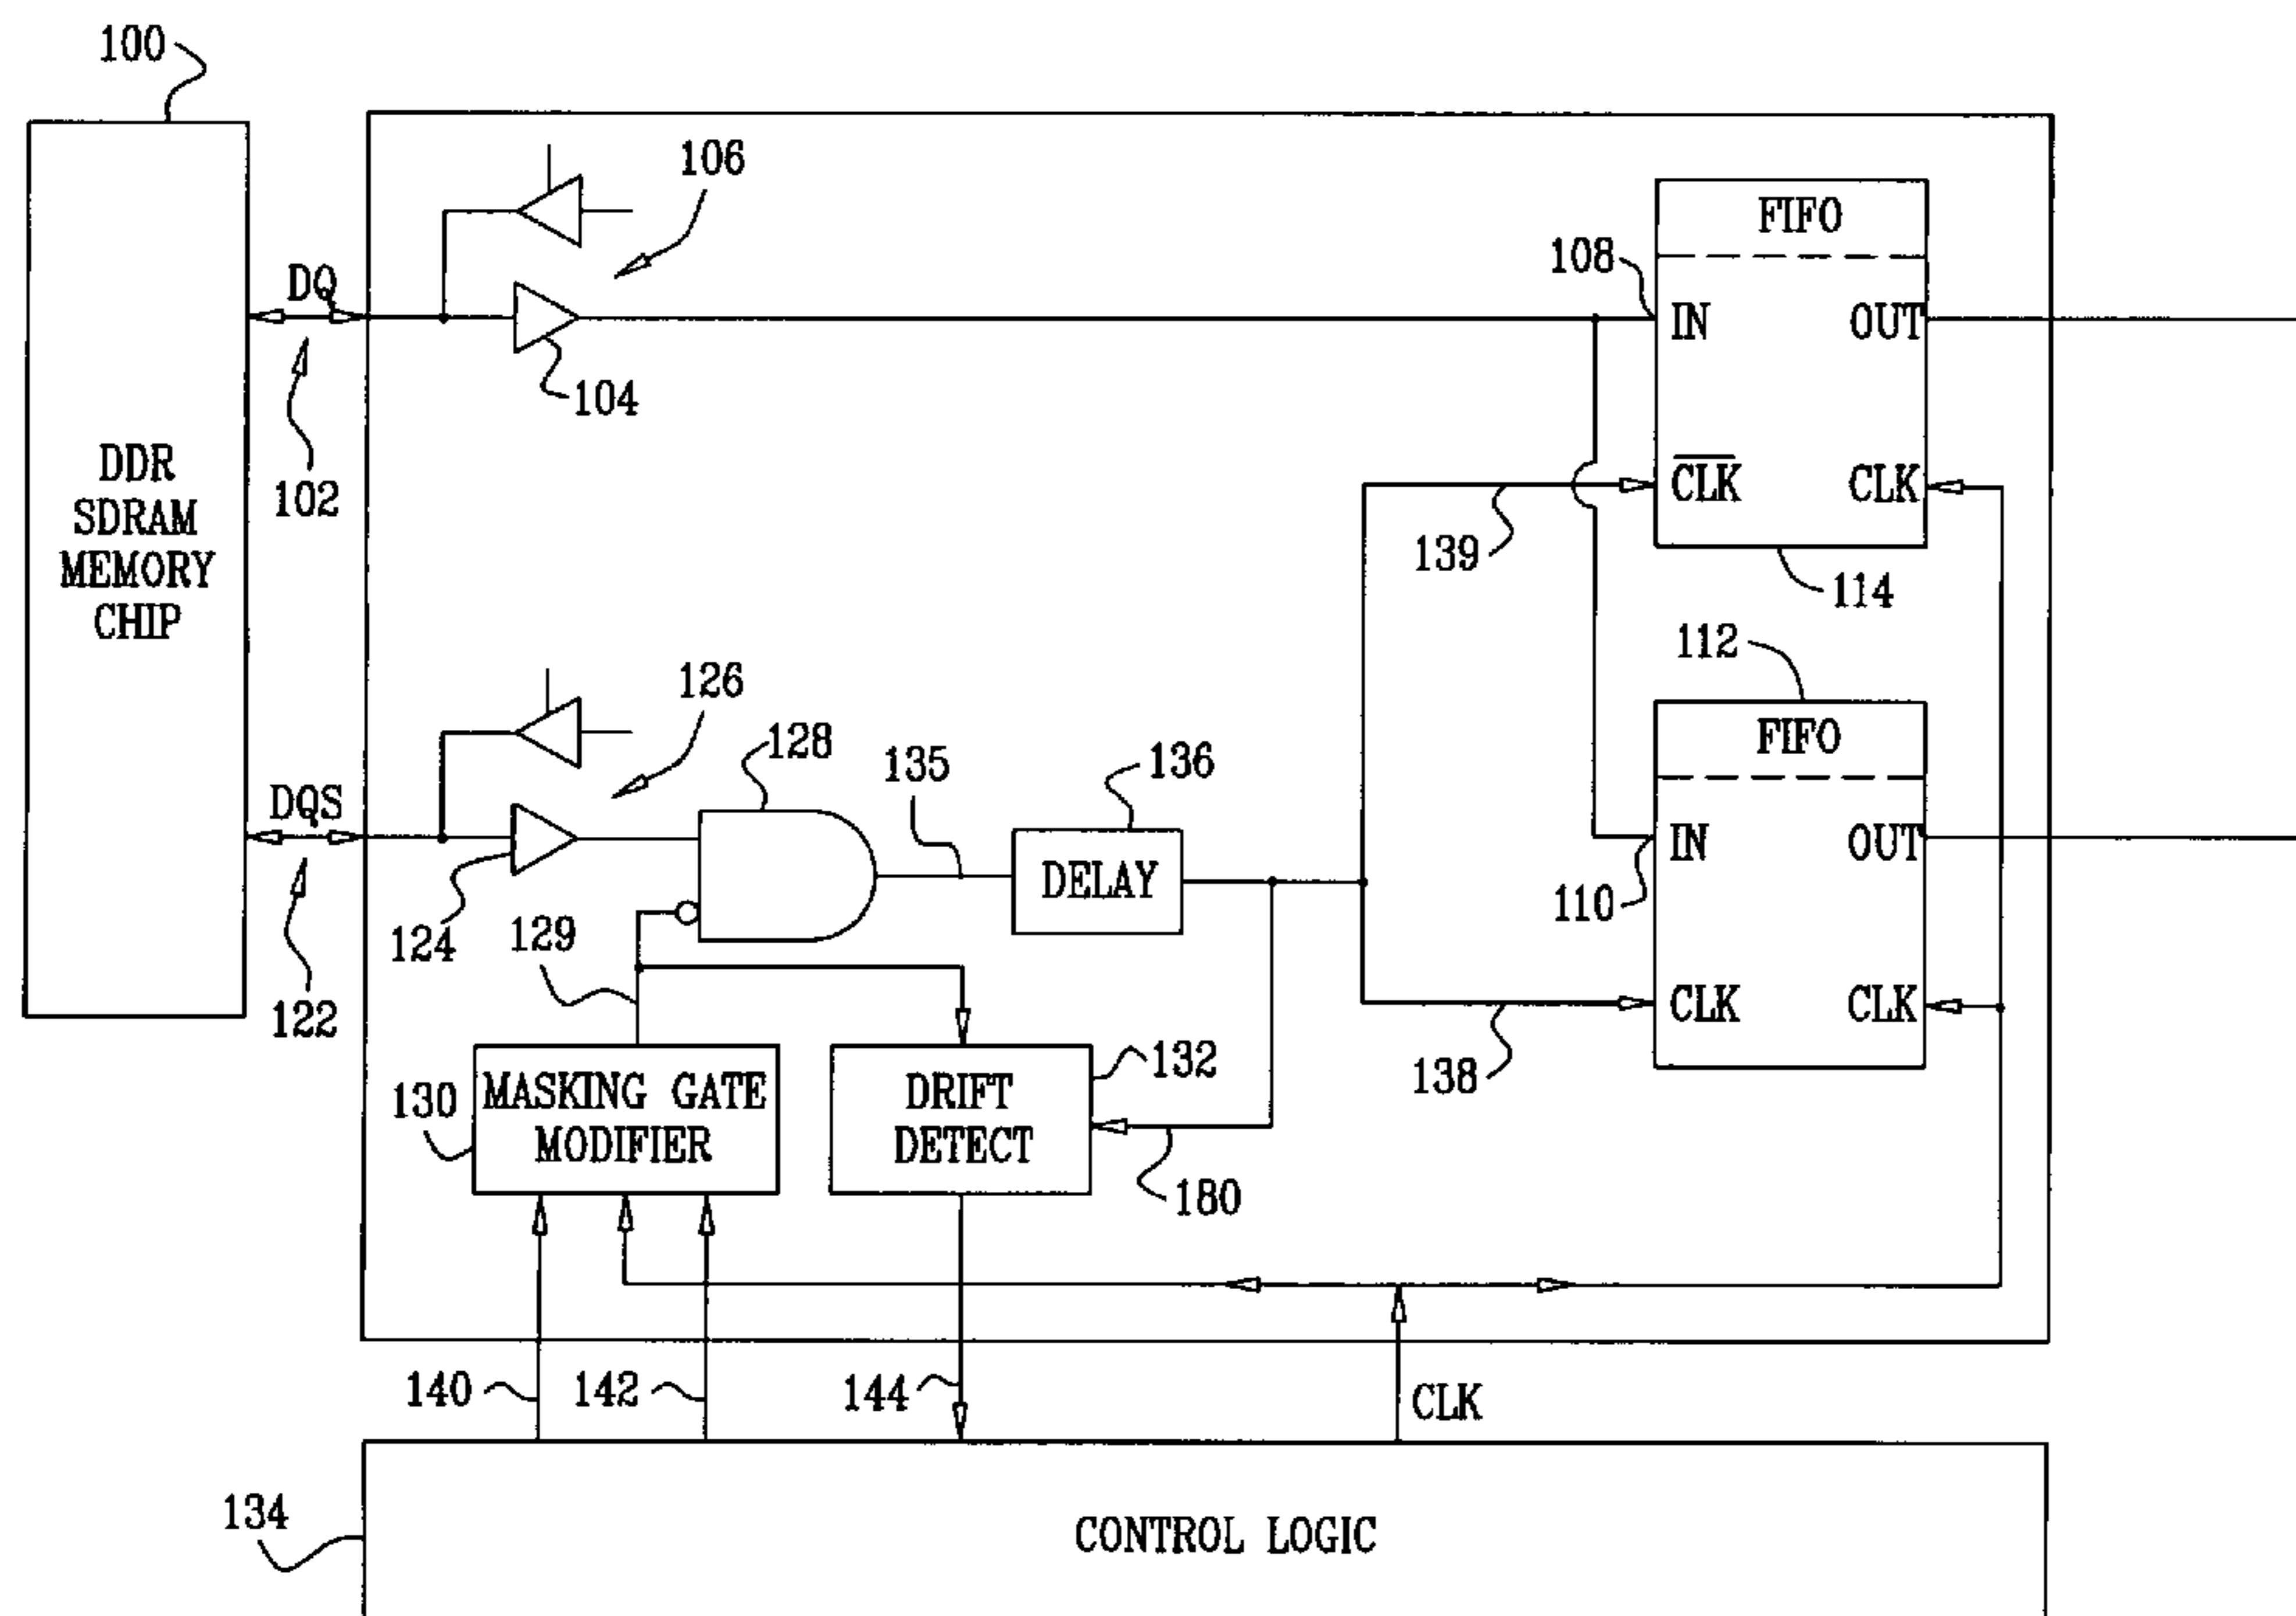 100
106
FIFO
108
DQ
IN
OUT
104
DDR
SDRAM
MEMORY
CHIP
102
CLK
CLK
139
114
112
126
128
135
136
FIFO
DQS
IN
OUT
DELAY
110
124
129
122
CLK
CLK
132
138
130
MASKING GATE
MODIFIER
DRIFT
DETECT
180
140
142
144
CLK
134
CONTROL LOGIC